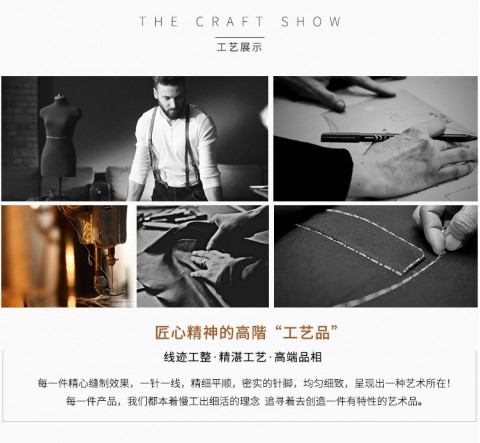 THE CRAFT SHOW
工艺展示
匠心精神的高階“工艺品”
线迹工整·精湛工艺·高端品相
每一件精心缝制效果，一针一线，精细平顺，密实的针脚，均匀细致，呈现出一种艺术所在！
每一件产品，我们都本着慢工出细活的理念 追寻着去创造一件有特性的艺术品。